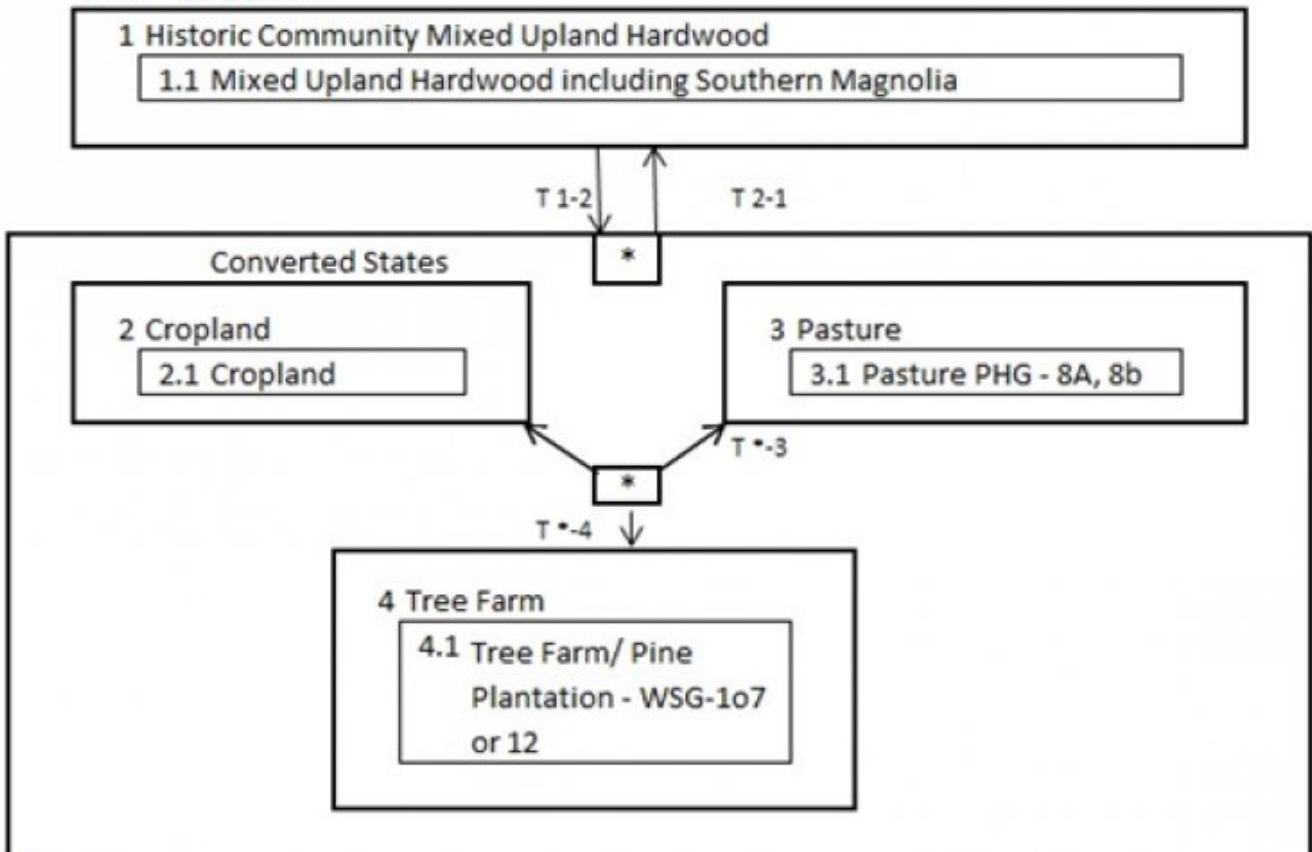 1 Historic Community Mixed Upland Hardwood
1.1 Mixed Upland Hardwood including Southern Magnolia
T 1-2
T 2-1
*
Converted States
2 Cropland
2.1 Cropland
3 Pasture
3.1 Pasture PHG - 8A, 8b
T *-3
*
T *-4
4 Tree Farm
4.1 Tree Farm/ Pine
Plantation - WSG-1o7
or 12